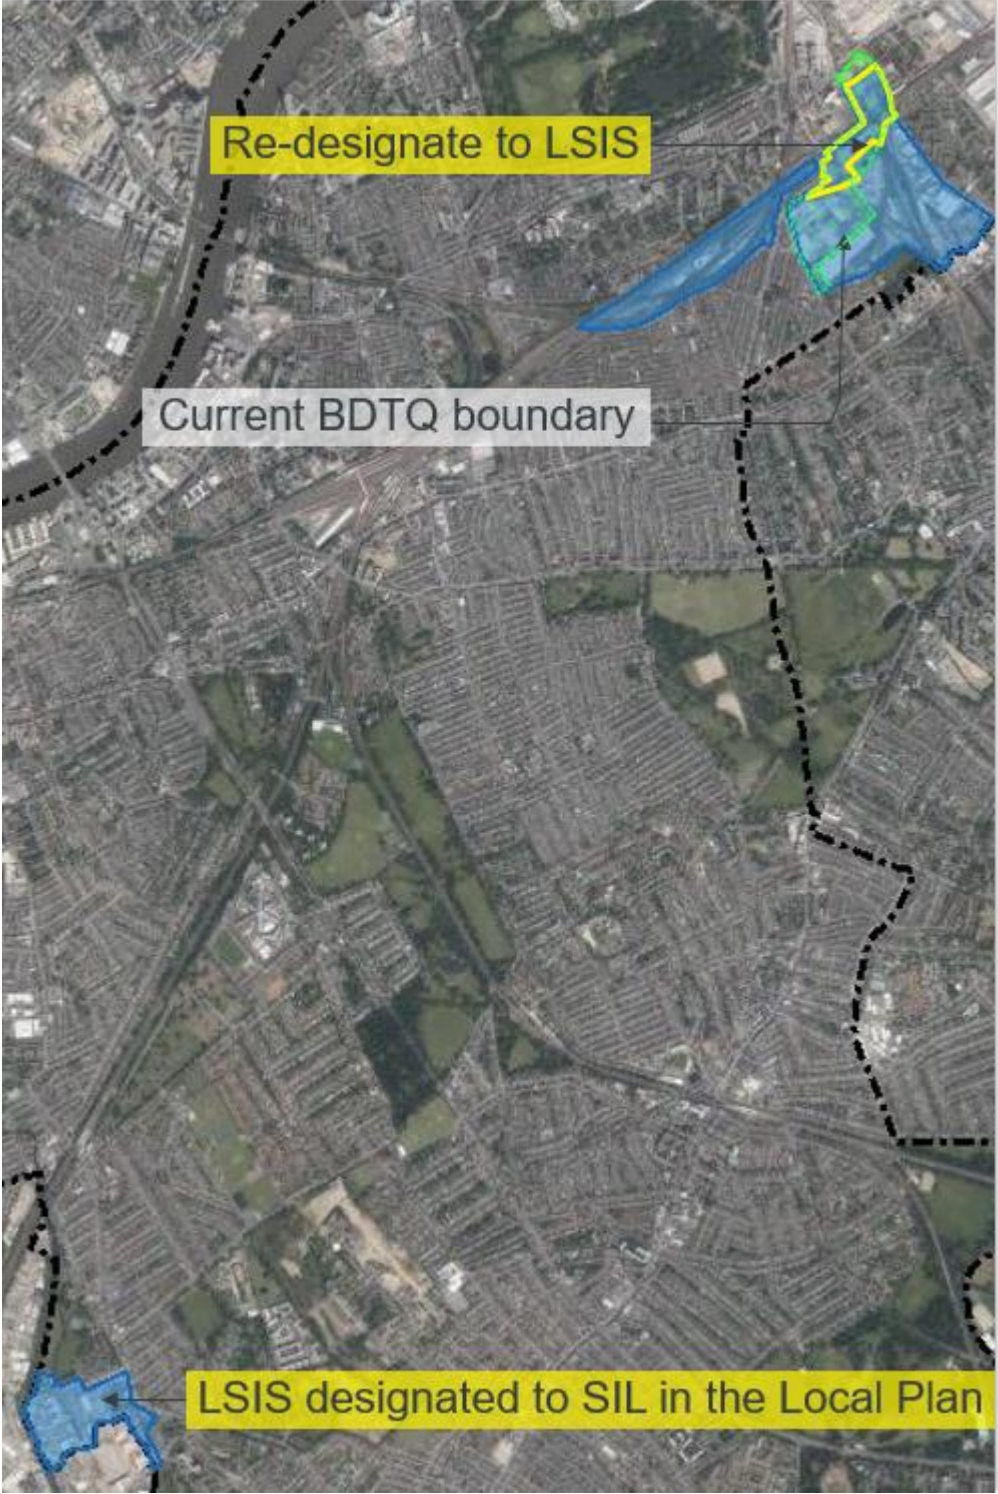 Re-designate to LSIS
Current BDTQ boundary
LSIS designated to SIL in the Local Plan